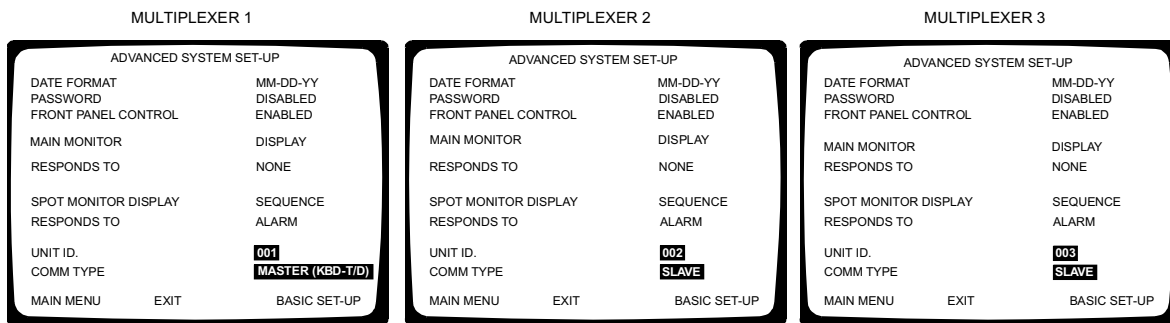 MULTIPLEXER 1
ADVANCED SYSTEM SET-UP
DATE FORMAT MM-DD-YY
PASSWORD DISABLED
FRONT PANEL CONTROL ENABLED
MAIN MONITOR DISPLAY
RESPONDS TO NONE
SPOT MONITOR DISPLAY SEQUENCE
RESPONDS TO ALARM
UNIT ID. 001
COMM TYPE MASTER (KBD-T/D)
MAIN MENU EXIT BASIC SET-UP
MULTIPLEXER 2
ADVANCED SYSTEM SET-UP
DATE FORMAT MM-DD-YY
PASSWORD DISABLED
FRONT PANEL CONTROL ENABLED
MAIN MONITOR DISPLAY
RESPONDS TO NONE
SPOT MONITOR DISPLAY SEQUENCE
RESPONDS TO ALARM
UNIT ID. 002
COMM TYPE SLAVE
MAIN MENU EXIT BASIC SET-UP
MULTIPLEXER 3
ADVANCED SYSTEM SET-UP
DATE FORMAT MM-DD-YY
PASSWORD DISABLED
FRONT PANEL CONTROL ENABLED
MAIN MONITOR DISPLAY
RESPONDS TO NONE
SPOT MONITOR DISPLAY SEQUENCE
RESPONDS TO ALARM
UNIT ID. 003
COMM TYPE SLAVE
MAIN MENU EXIT BASIC SET-UP